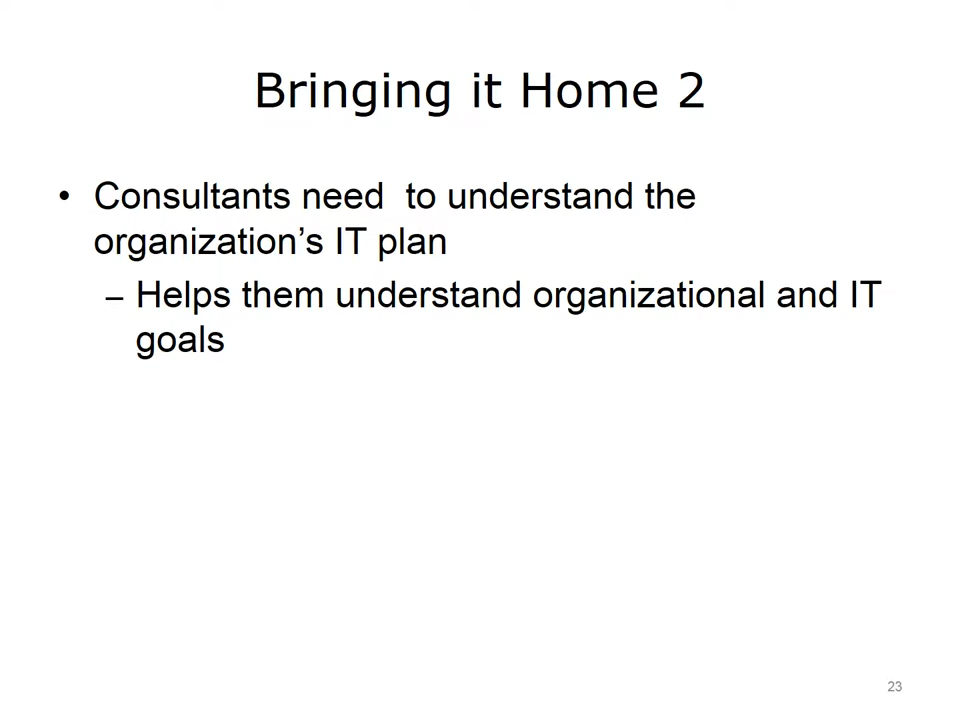 Bringing it Home 2
• Consultants need  to understand the
organization’s IT plan
– Helps them understand organizational and IT
goals
23